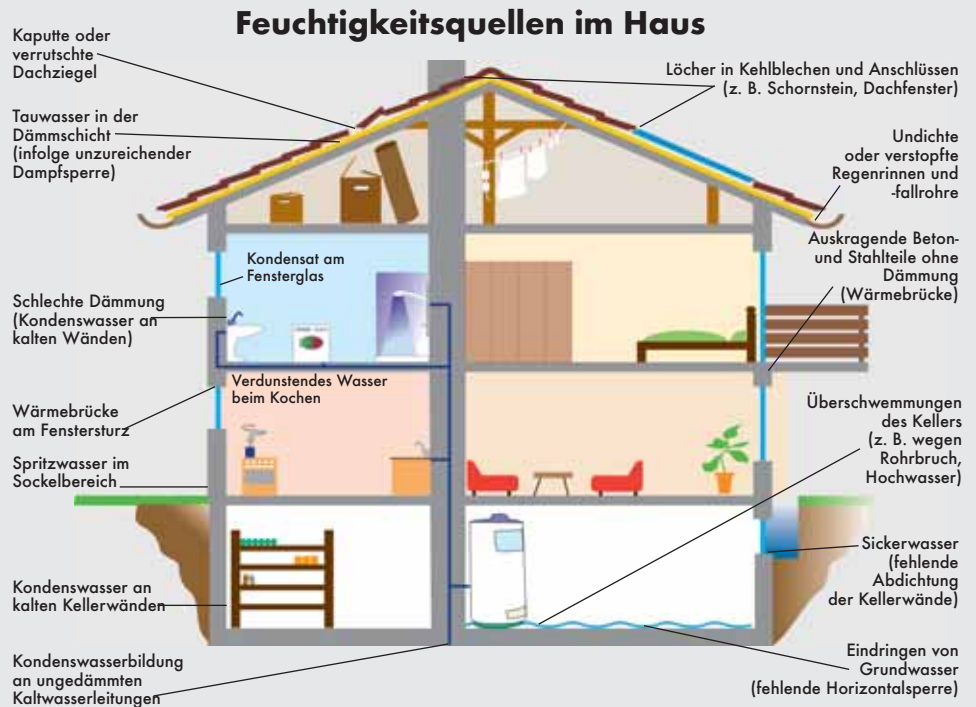 Feuchtigkeitsquellen im Haus
Kaputte oder
verrutschte
Dachziegel
Tauwasser in der
Dämmschicht
(infolge unzureichender
Dampfsperre)
Schlechte Dämmung
(Kondenswasser an
kalten Wänden)
Wärmebrücke
am Fenstersturz
Spritzwasser im
Sockelbereich
Kondenswasser an
kalten Kellerwänden
Kondenswasserbildung
an ungedämmten
Kaltwasserleitungen
Kondensat am
Fensterglas
Verdunstendes Wasser
beim Kochen
Löcher in Kehlblechen und Anschlüssen
(z. B. Schornstein, Dachfenster)
Undichte
oder verstopfte
Regenrinnen und
-fallrohre
Auskragende Beton-
und Stahlteile ohne
Dämmung
(Wärmebrücke)
Überschwemmungen
des Kellers
(z. B. wegen
Rohrbruch,
Hochwasser)
Sickerwasser
(fehlende
Abdichtung
der Kellerwände)
Eindringen von
Grundwasser
(fehlende Horizontalsperre)